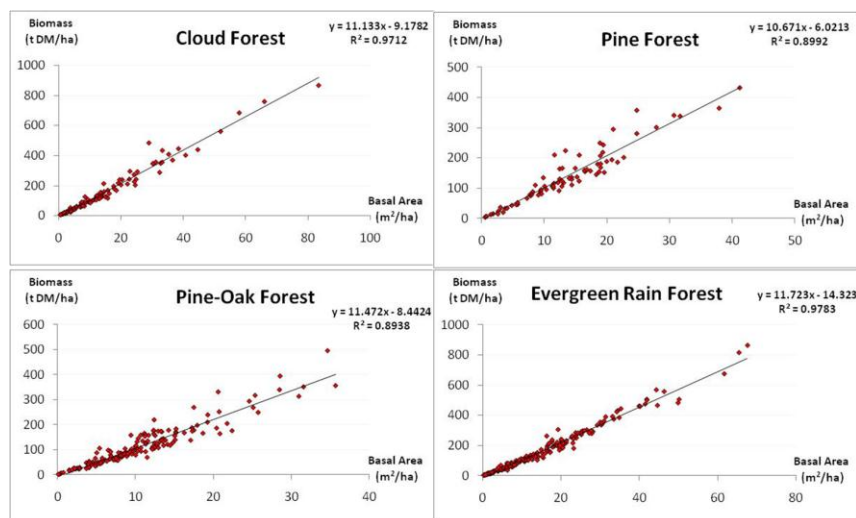 Biomass
(t DM/ha)
Cloud Forest
y = 11.133x - 9.1782
R² = 0.9712
1000
800
600
400
200
0
0 20 40 60 80 100
Basal Area
(m²/ha)
Biomass
(t DM/ha)
Pine Forest
y = 10.671x - 6.0213
R² = 0.8992
500
400
300
200
100
0
0 10 20 30 40 50
Basal Area
(m²/ha)
Biomass
(t DM/ha)
Pine-Oak Forest
y = 11.472x - 8.4424
R² = 0.8938
600
500
400
300
200
100
0
0 10 20 30 40
Basal Area
(m²/ha)
Biomass
(t DM/ha)
Evergreen Rain Forest
y = 11.723x - 14.323
R² = 0.9783
1000
800
600
400
200
0
0 20 40 60 80
Basal Area
(m²/ha)